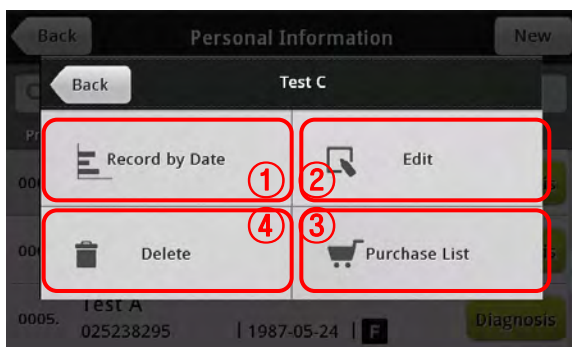 Back Personal Information New
Back Test C
Pr
① Record by Date
② Edit
④ Delete
③ Purchase List
0005. Test A
025238295 | 1987-05-24 | F Diagnosis